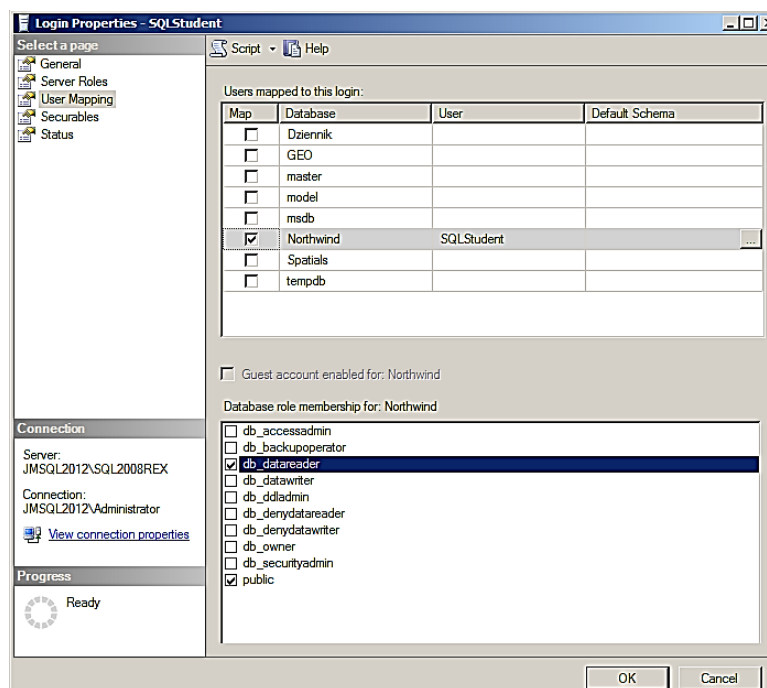 Login Properties - SQLStudent
Select a page
General
Server Roles
User Mapping
Securables
Status
Script
Help
Users mapped to this login:
Map Database User Default Schema
Dziennik
GEO
master
model
msdb
Northwind SQLStudent ...
Spatials
tempdb
Guest account enabled for: Northwind
Database role membership for: Northwind
db_accessadmin
db_backupoperator
db_datareader
db_datawriter
db_ddladmin
db_denydatareader
db_denydatawriter
db_owner
db_securityadmin
public
Connection
Server:
JMSQL2012\SQL2008REX
Connection:
JMSQL2012\Administrator
View connection properties
Progress
Ready
OK Cancel